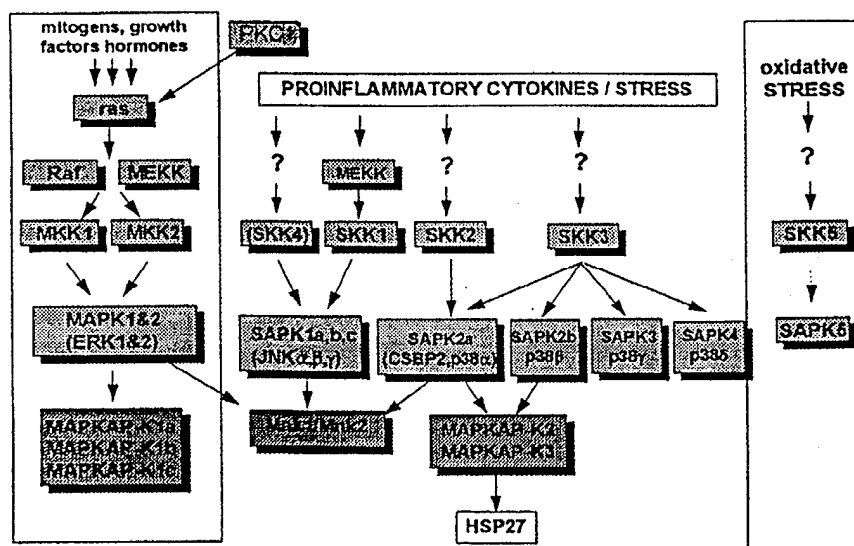 mitogens, growth
factors hormones
ras
Raf
MEKK
MKK1
MKK2
MAPK1&2
(ERK1&2)
MAPKAP-K1a
MAPKAP-K1b
MAPKAP-K1c
PROINFLAMMATORY CYTOKINES / STRESS
?
MEKK
?
?
(SKK4)
SKK1
SKK2
SKK3
SAPK1a,b,c
(JNKα,β,γ)
SAPK2a
(CSBP2,p38α)
SAPK2b
p38β
SAPK3
p38γ
SAPK4
p38δ
Mnk1/Mnk2
MAPKAP-K2
MAPKAP-K3
HSP27
oxidative
STRESS
?
SKK5
SAPK5